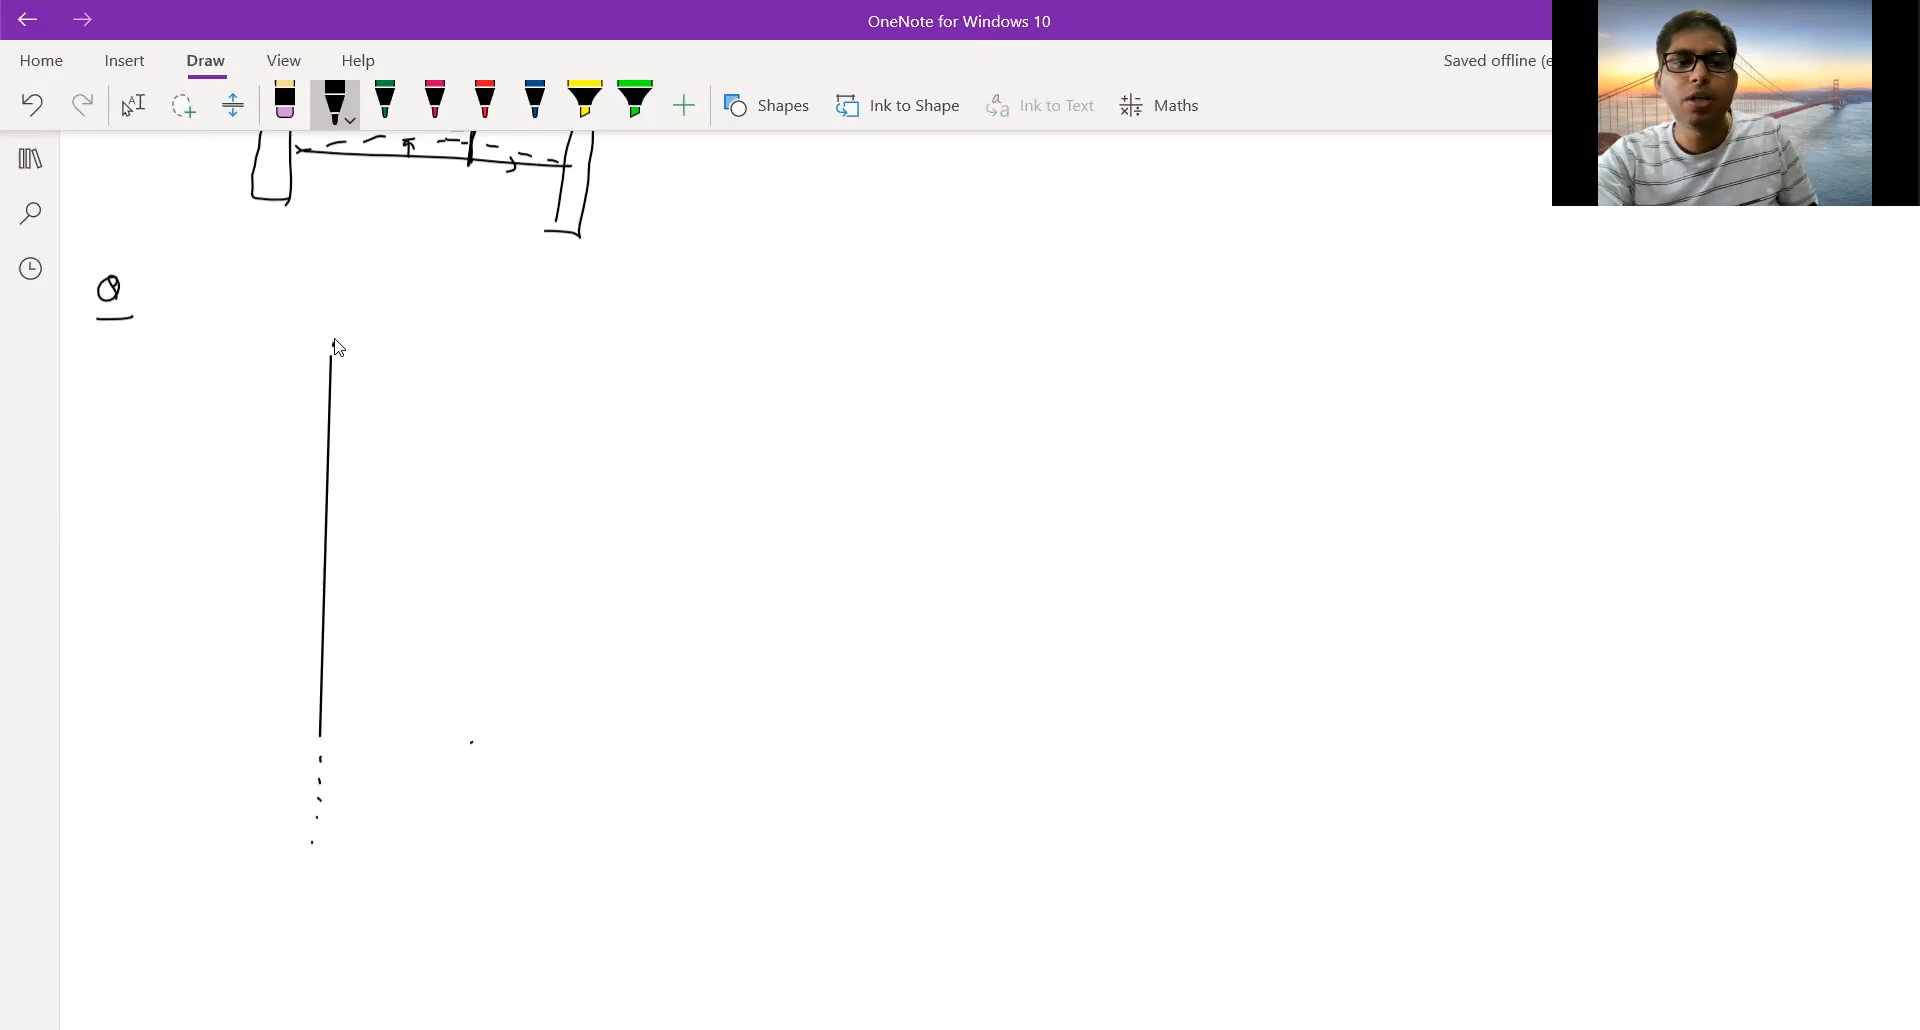 OneNote for Windows 10
Home Insert Draw View Help Saved offline (e
Shapes Ink to Shape Ink to Text Maths
Q